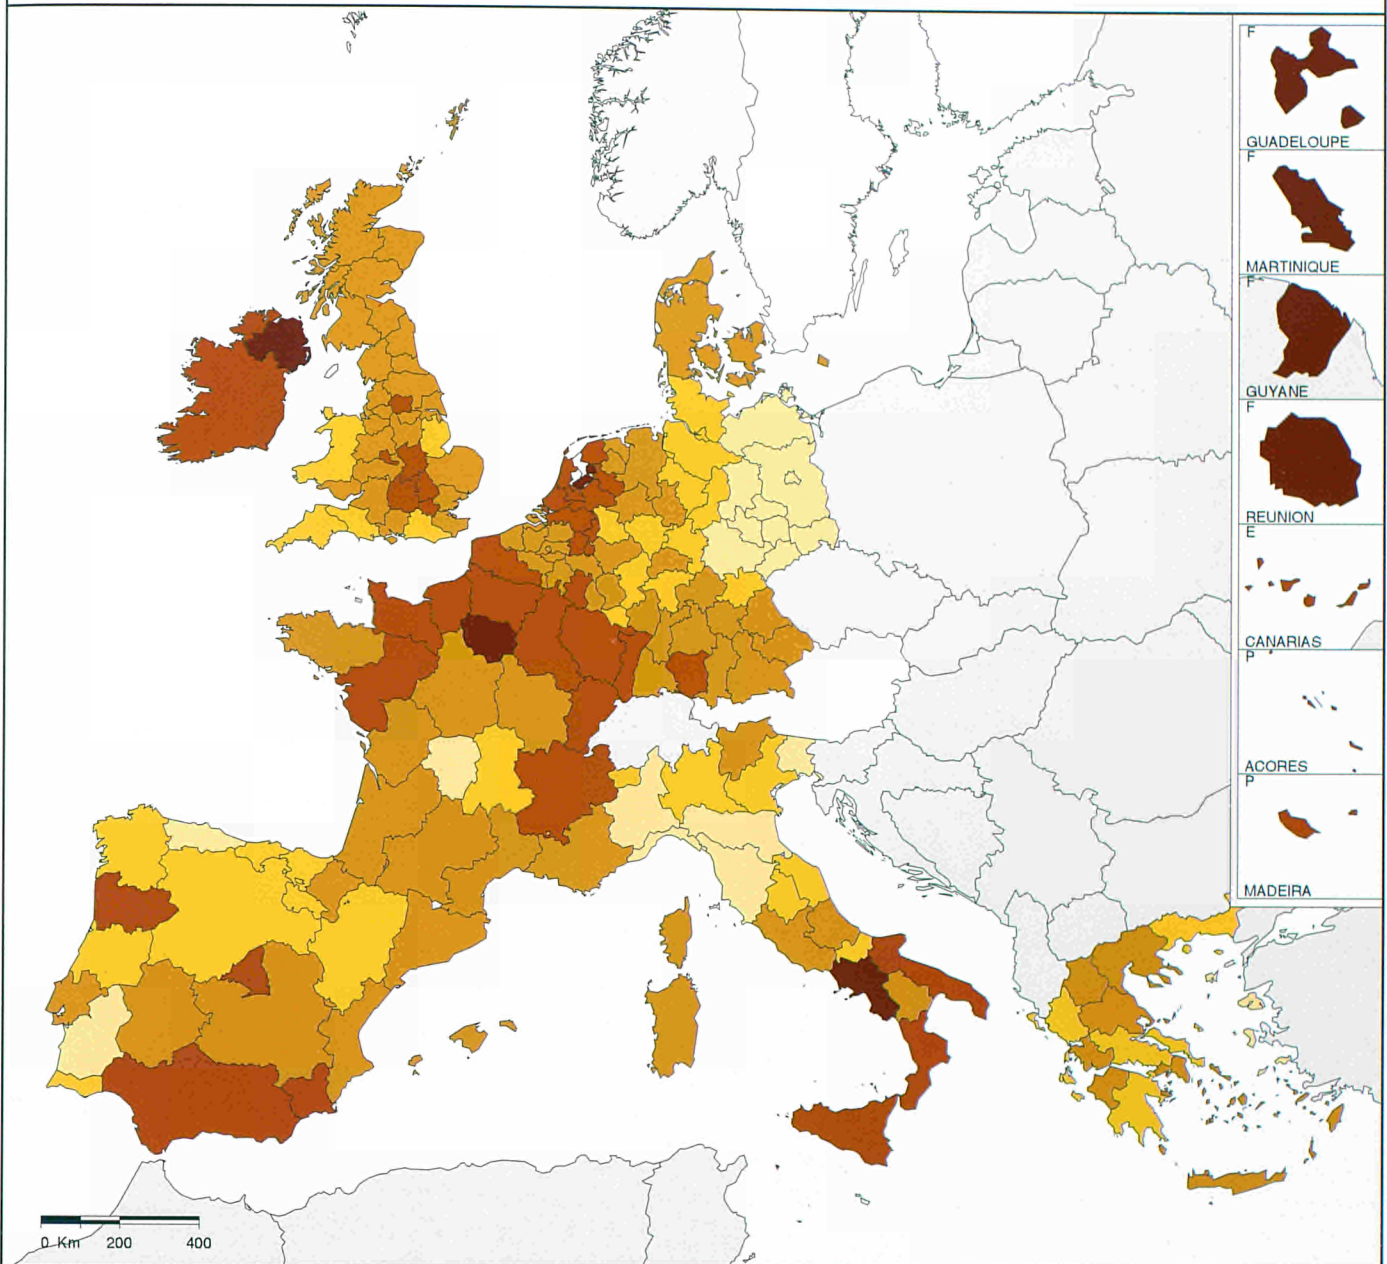 F
GUADELOUPE
F
MARTINIQUE
F
GUYANE
F
REUNION
E
CANARIAS
P
ACORES
P
MADEIRA
0 Km 200 400